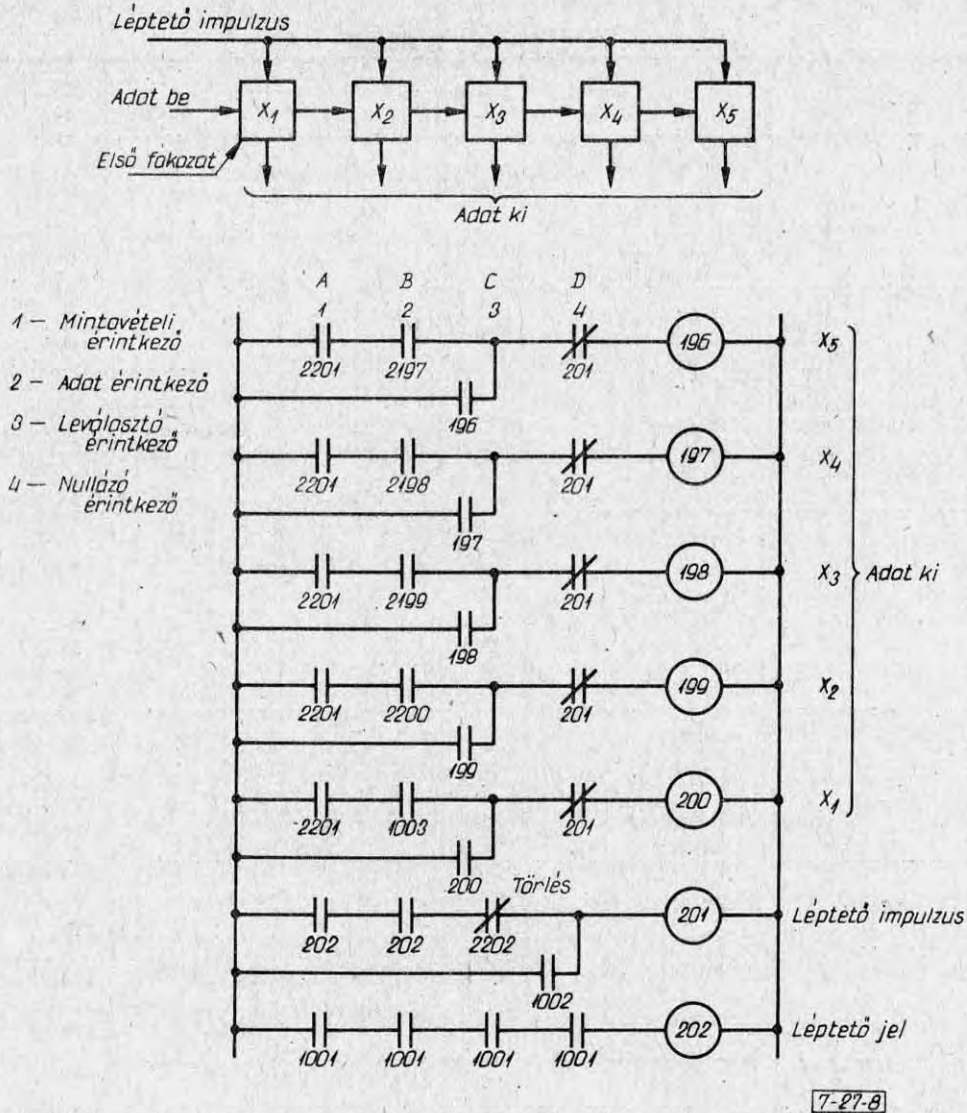 Léptető impulzus
Adat be
X1 X2 X3 X4 X5
Első fokozat
Adat ki
A B C D
1 2 3 4
1 — Mintavételi érintkező
2 — Adat érintkező
3 — Leválasztó érintkező
4 — Nullázó érintkező
196 X5
2201 2197 201
196
197 X4
2201 2198 201
197
198 X3 Adat ki
2201 2199 201
198
199 X2
2201 2200 201
199
200 X1
2201 1003 201
200 Törlés
201 Léptető impulzus
202 202 2202
1002
202 Léptető jel
1001 1001 1001 1001
7-27-8